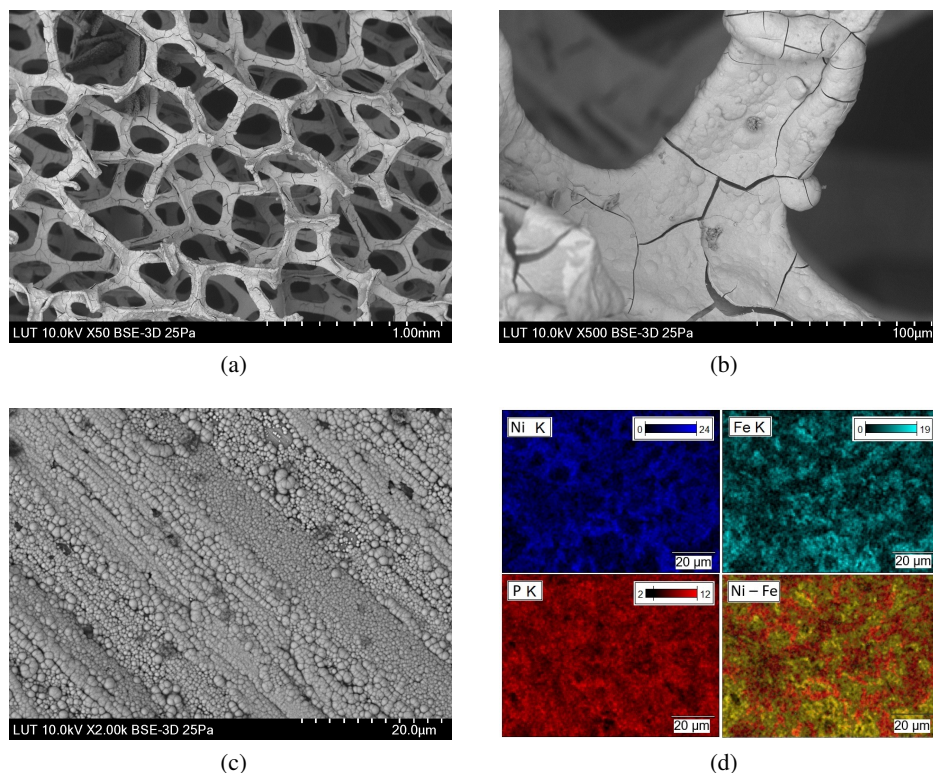 LUT 10.0kV X50 BSE-3D 25Pa 1.00mm
LUT 10.0kV X500 BSE-3D 25Pa 100µm
(a)
(b)
LUT 10.0kV X2.00k BSE-3D 25Pa 20.0µm
Ni K 0 24
20 µm
Fe K 0 19
20 µm
P K 2 12
20 µm
Ni – Fe
20 µm
(c)
(d)